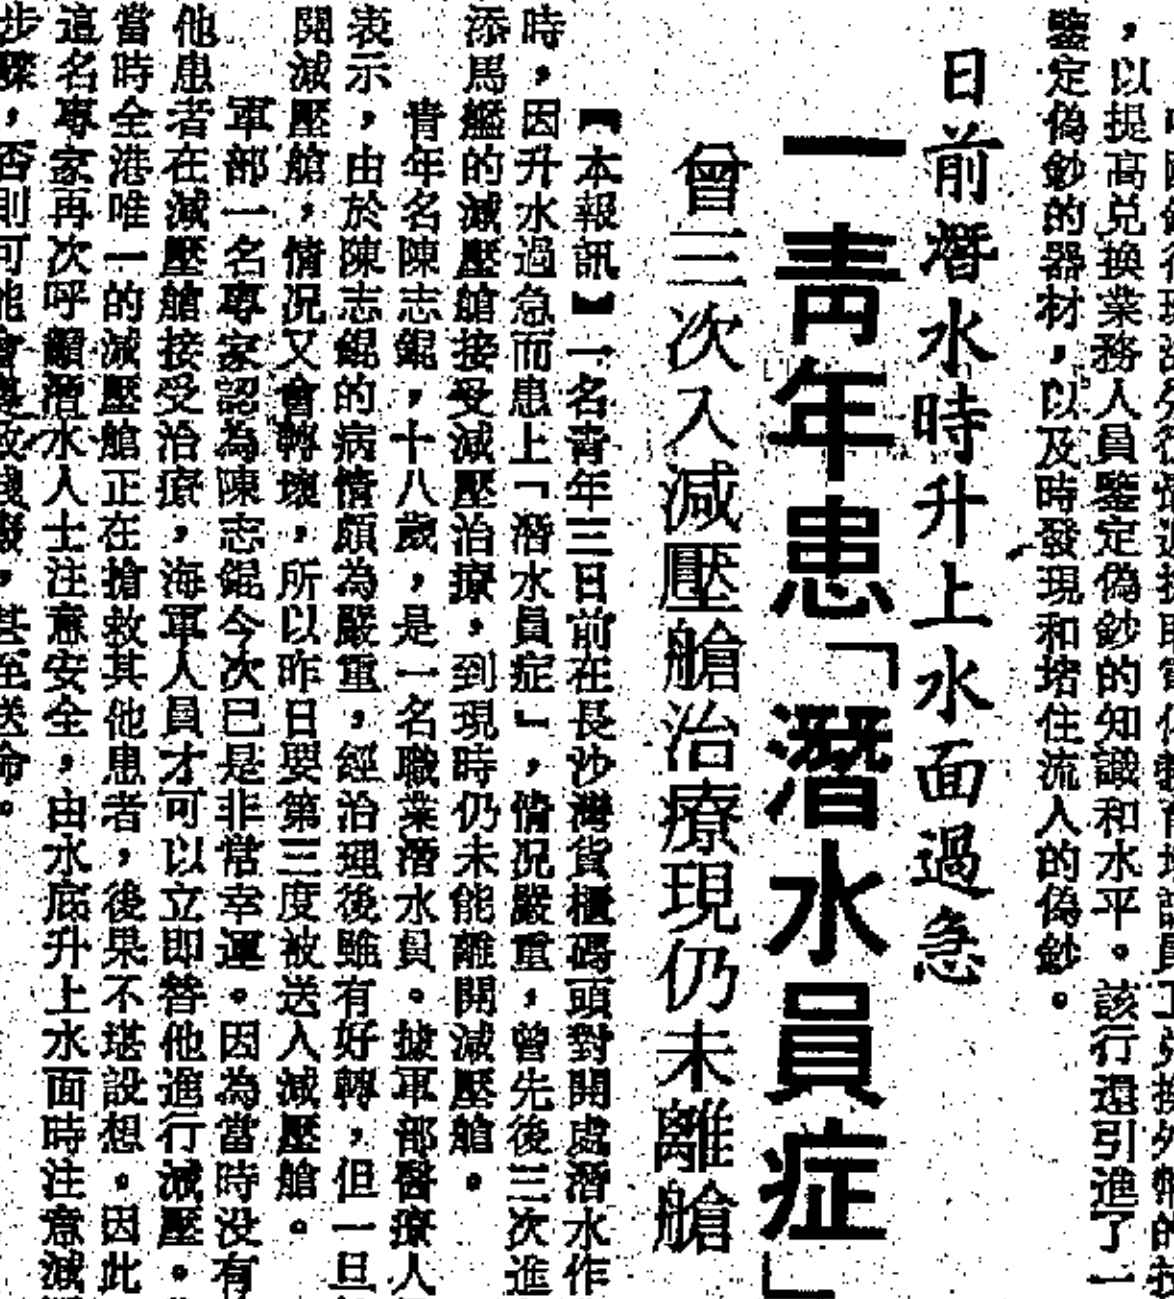 ，以提高兑換業務人員鑒定偽鈔的知識和水平。該行還引進了一
鑒定偽鈔的器材，以及時發現和堵住流入的偽鈔。
日前潛水時升上水面過急
一青年患「潛水員症」
曾三次入減壓艙治療現仍未離艙
【本報訊】一名青年三日前在長沙灣貨櫃碼頭對開處潛水作
時，因升水過急而患上「潛水員症」，情況嚴重，曾先後三次進
添馬艦的減壓艙接受減壓治療，到現時仍未能離開減壓艙。
青年名陳志錕，十八歲，是一名職業潛水員。據軍部醫療人
表示，由於陳志錕的病情頗為嚴重，經治理後雖有好轉，但一旦
開減壓艙，情况又會轉壞，所以昨日要第三度被送入減壓艙。
軍部一名專家認為陳志錕今次已是非常幸運。因為當時没有
他患者在減壓艙接受治療，海軍人員才可以立即替他進行減壓。
當時全港唯一的減壓艙正在搶救其他患者，後果不堪設想。因此
這名專家再次呼籲潛水人士注意安全，由水底升上水面時注意減
步驟，否則可能會導致殘廢，甚至送命。